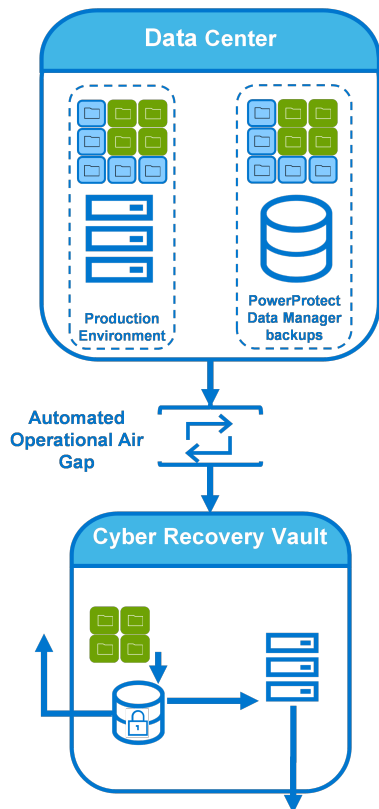 Data Center
Production
Environment
PowerProtect
Data Manager
backups
Automated
Operational Air
Gap
Cyber Recovery Vault